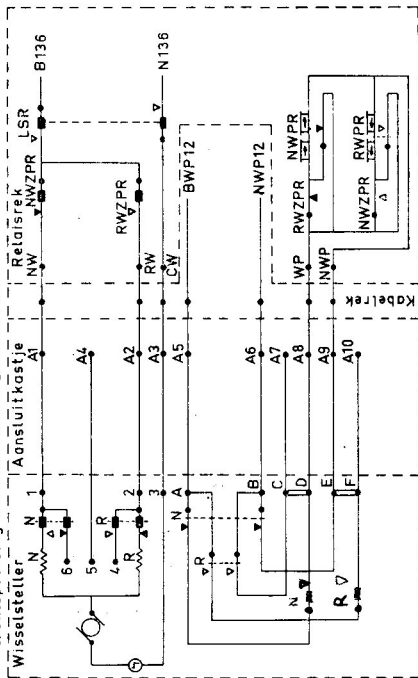 Wisselsteller
Aansluitkastje
Relaisrek
Kabelrek
N
N
1
A1
NW
NWZPR
LSR
B136
6
5
A4
4
R
R
2
A2
RW
RWZPR
3
A3
CW
N136
N
A
A5
BWP12
R
B
A6
NWP12
C
A7
D
A8
WP
RWZPR
NWPR
E
A9
NWP
NWZPR
RWPR
F
A10
N
R